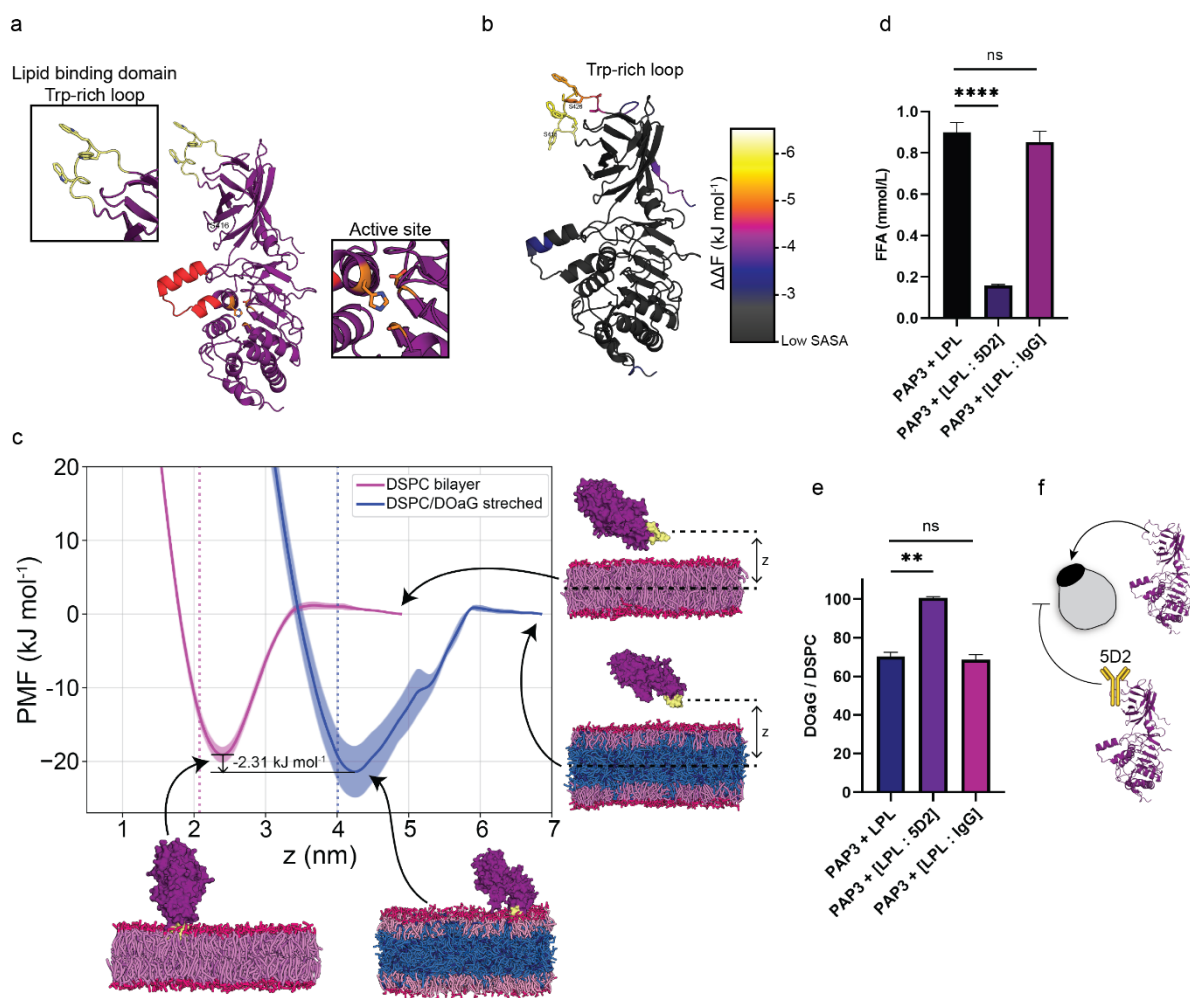 a
Lipid binding domain
Trp-rich loop
S416
Active site
b
Trp-rich loop
S428
-6
-5
-4
-3
Low SASA
ΔΔF (kJ mol⁻¹)
c
20
10
0
-10
−20
PMF (kJ mol⁻¹)
DSPC bilayer
DSPC/DOaG streched
-2.31 kJ mol⁻¹
1 2 3 4 5 6 7
z (nm)
z
z
d
ns
****
1.0
0.8
0.6
0.4
0.2
0.0
FFA (mmol/L)
PAP3 + LPL
PAP3 + [LPL : 5D2]
PAP3 + [LPL : IgG]
e
ns
**
100
80
60
40
20
0
DOaG / DSPC
PAP3 + LPL
PAP3 + [LPL : 5D2]
PAP3 + [LPL : IgG]
f
5D2